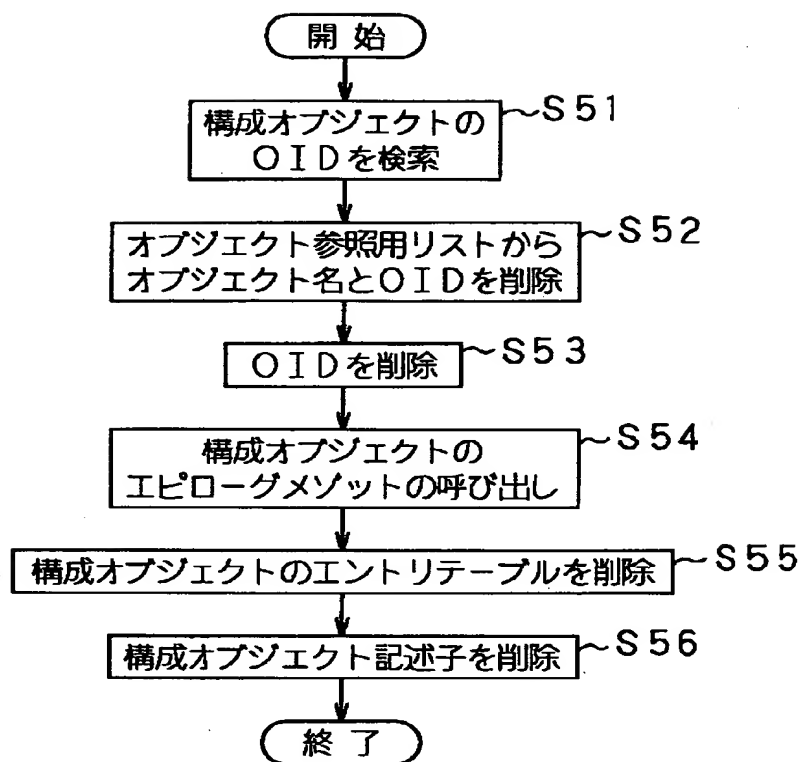 開始
構成オブジェクトの
OIDを検索
~S51
オブジェクト参照用リストから
オブジェクト名とOIDを削除
~S52
OIDを削除
~S53
構成オブジェクトの
エピローグメゾットの呼び出し
~S54
構成オブジェクトのエントリテーブルを削除
~S55
構成オブジェクト記述子を削除
~S56
終了